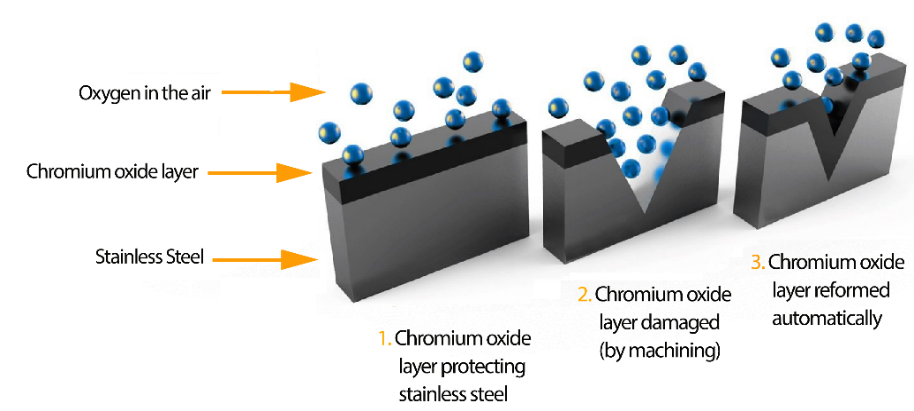 Oxygen in the air
Chromium oxide layer
Stainless Steel
1. Chromium oxide
layer protecting
stainless steel
2. Chromium oxide
layer damaged
(by machining)
3. Chromium oxide
layer reformed
automatically